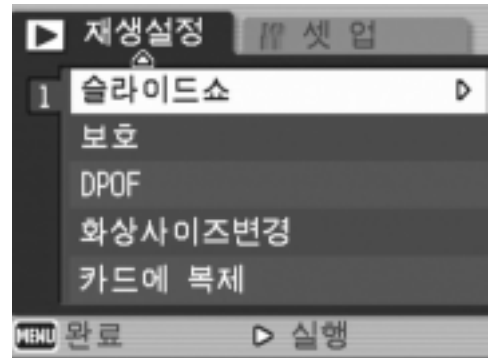 재생설정 셋 업
1 슬라이드쇼
보호
DPOF
화상사이즈변경
카드에 복제
MENU 완료 실행